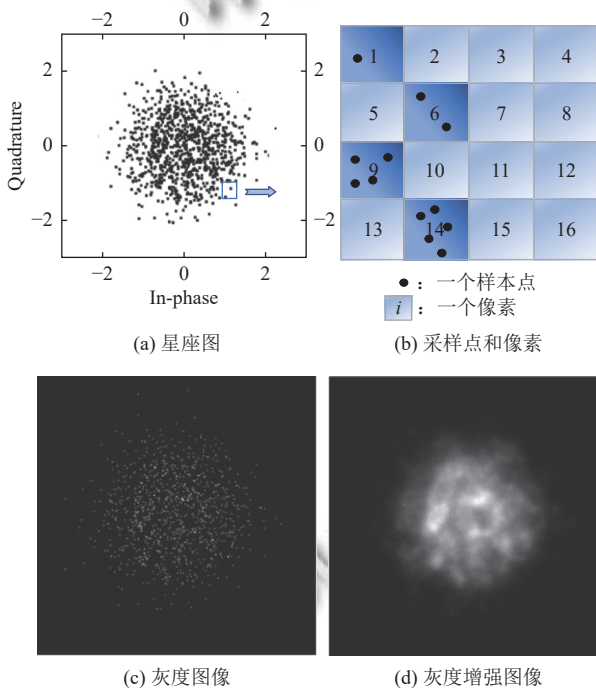 −2 0 2
2
0
−2
Quadrature
2
0
−2
−2 0 2
In-phase
(a) 星座图
1 2 3 4
5 6 7 8
9 10 11 12
13 14 15 16
● ：一个样本点
i ：一个像素
(b) 采样点和像素
(c) 灰度图像
(d) 灰度增强图像